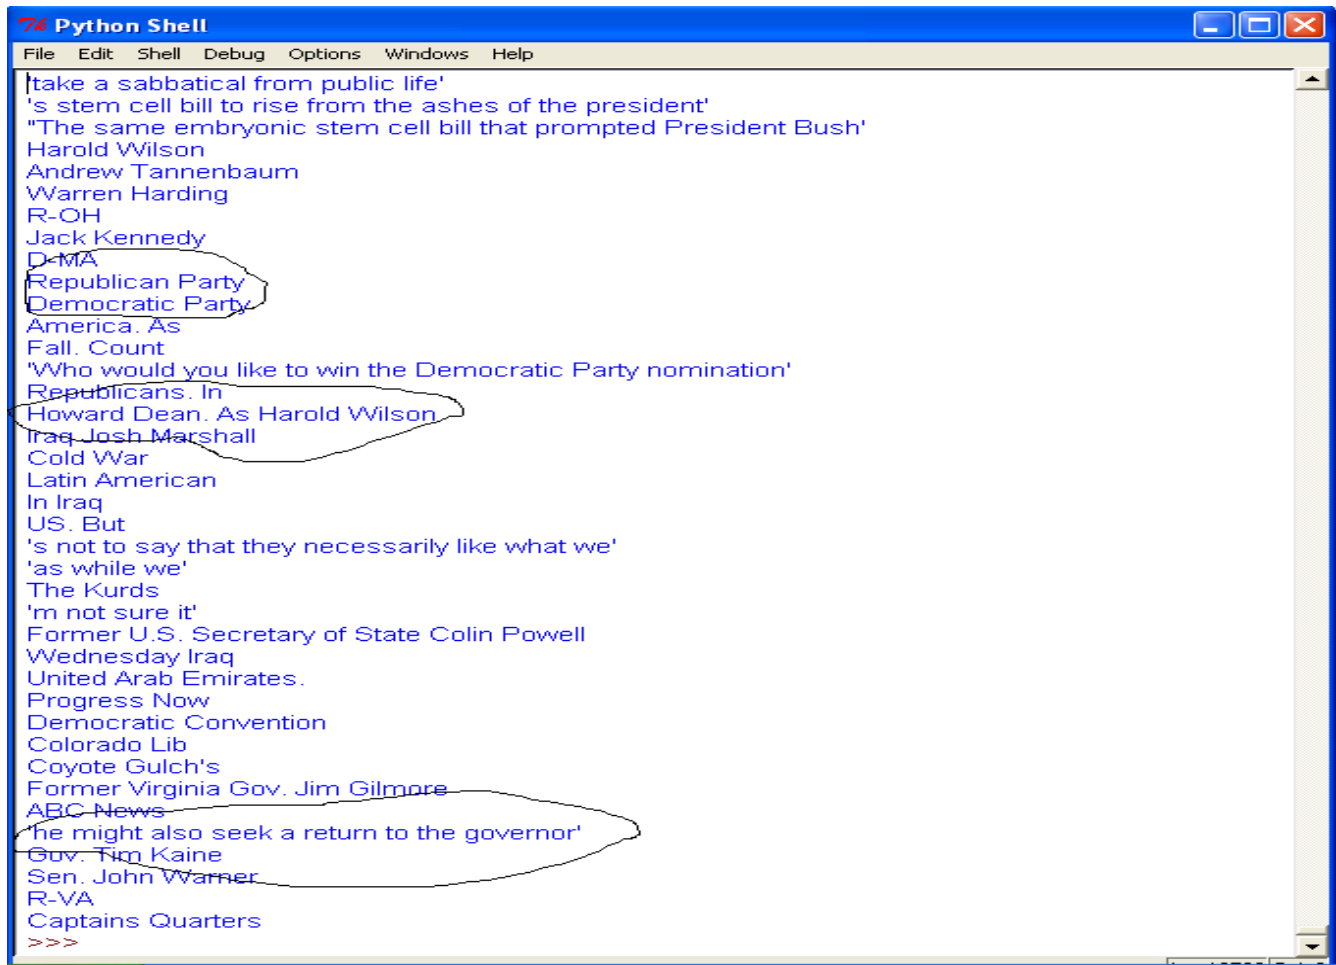 Python Shell
File Edit Shell Debug Options Windows Help
'take a sabbatical from public life'
's stem cell bill to rise from the ashes of the president'
"The same embryonic stem cell bill that prompted President Bush'
Harold Wilson
Andrew Tannenbaum
Warren Harding
R-OH
Jack Kennedy
D-MA
Republican Party
Democratic Party
America. As
Fall. Count
'Who would you like to win the Democratic Party nomination'
Republicans. In
Howard Dean. As Harold Wilson
Iraq Josh Marshall
Cold War
Latin American
In Iraq
US. But
's not to say that they necessarily like what we'
'as while we'
The Kurds
'm not sure it'
Former U.S. Secretary of State Colin Powell
Wednesday Iraq
United Arab Emirates.
Progress Now
Democratic Convention
Colorado Lib
Coyote Gulch's
Former Virginia Gov. Jim Gilmore
ABC News
'he might also seek a return to the governor'
Gov. Tim Kaine
Sen. John Warner
R-VA
Captains Quarters
>>>